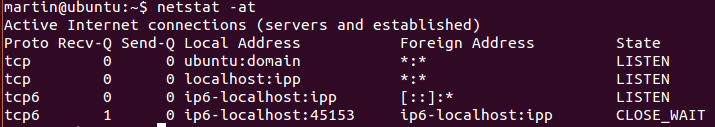 martin@ubuntu:~$ netstat -at
Active Internet connections (servers and established)
Proto Recv-Q Send-Q Local Address           Foreign Address         State
tcp        0      0 ubuntu:domain           *:*                     LISTEN
tcp        0      0 localhost:ipp           *:*                     LISTEN
tcp6       0      0 ip6-localhost:ipp       [::]:*                  LISTEN
tcp6       1      0 ip6-localhost:45153     ip6-localhost:ipp       CLOSE_WAIT